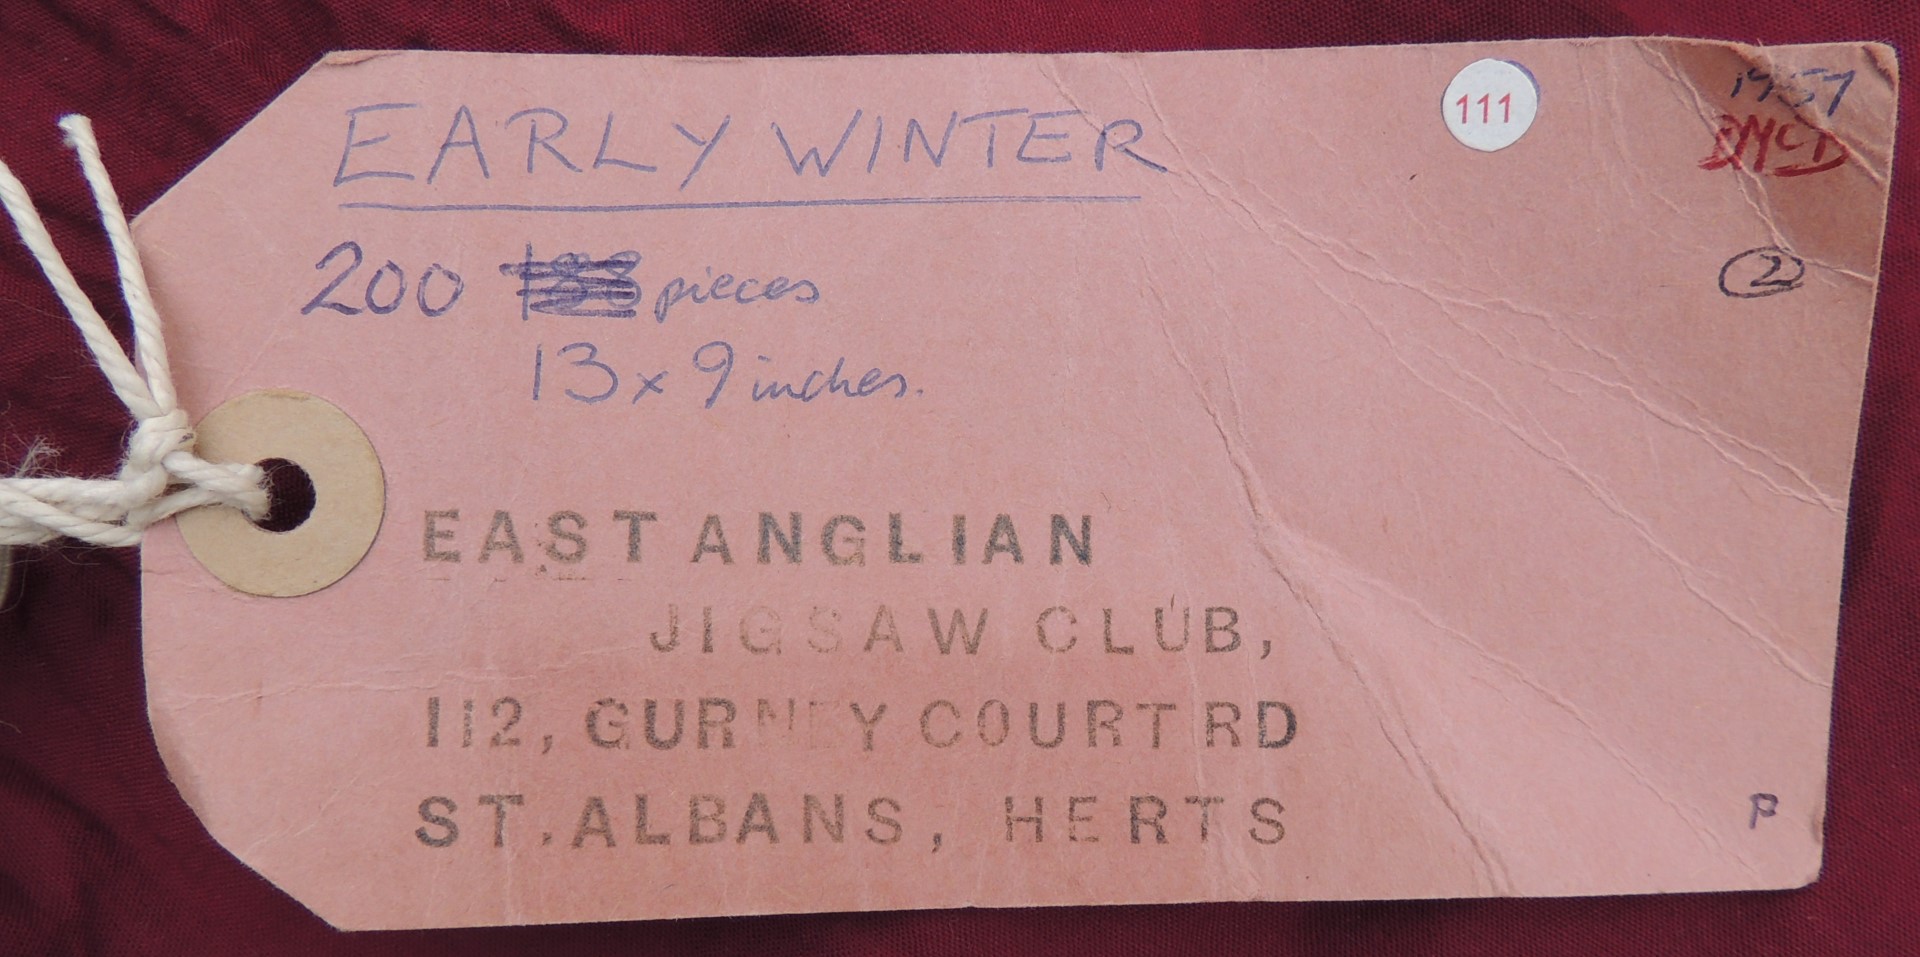 EARLY WINTER
111
1957
200 pieces
2
13 x 9 inches.
EAST ANGLIAN
JIGSAW CLUB,
112, GURNEY COURT RD
ST. ALBANS, HERTS
P